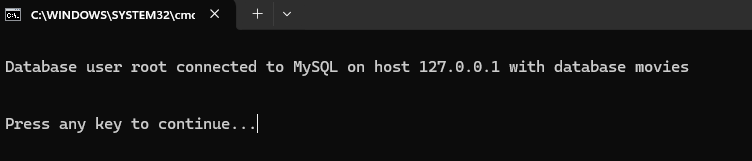 C:\WINDOWS\SYSTEM32\cmc
Database user root connected to MySQL on host 127.0.0.1 with database movies
Press any key to continue...